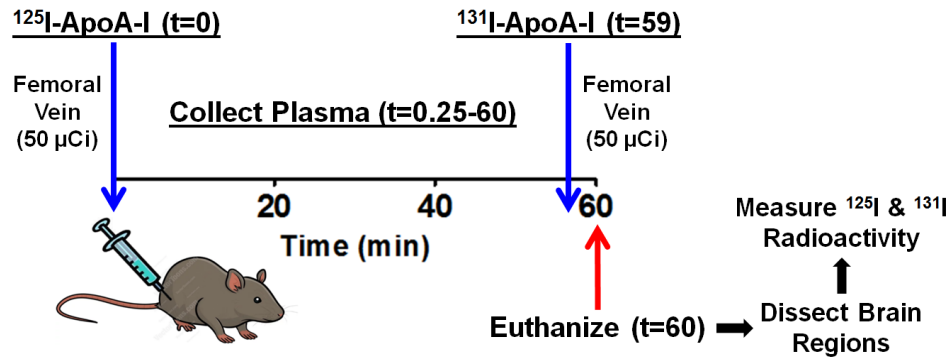 ¹²⁵I-ApoA-I (t=0)
¹³¹I-ApoA-I (t=59)
Femoral
Vein
(50 µCi)
Collect Plasma (t=0.25-60)
Femoral
Vein
(50 µCi)
20
40
60
Time (min)
Euthanize (t=60)
Dissect Brain
Regions
Measure ¹²⁵I & ¹³¹I
Radioactivity